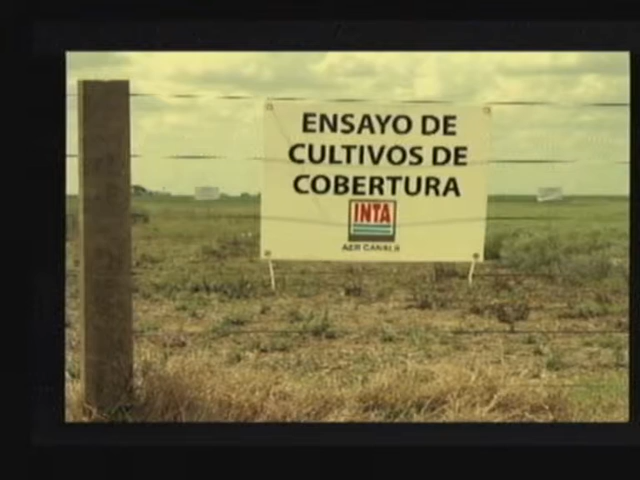 ENSAYO DE
CULTIVOS DE
COBERTURA
INTA
AER CANALS